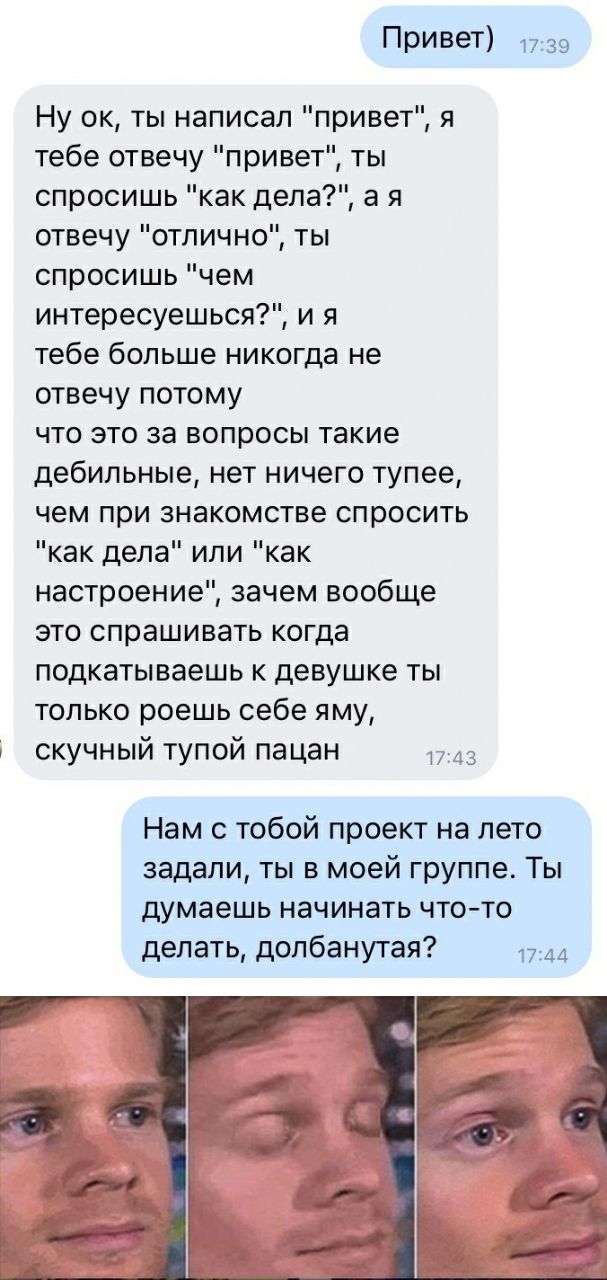 Привет) 17:39
Ну ок, ты написал "привет", я
тебе отвечу "привет", ты
спросишь "как дела?", а я
отвечу "отлично", ты
спросишь "чем
интересуешься?", и я
тебе больше никогда не
отвечу потому
что это за вопросы такие
дебильные, нет ничего тупее,
чем при знакомстве спросить
"как дела" или "как
настроение", зачем вообще
это спрашивать когда
подкатываешь к девушке ты
только роешь себе яму,
скучный тупой пацан 17:43
Нам с тобой проект на лето
задали, ты в моей группе. Ты
думаешь начинать что-то
делать, долбанутая? 17:44